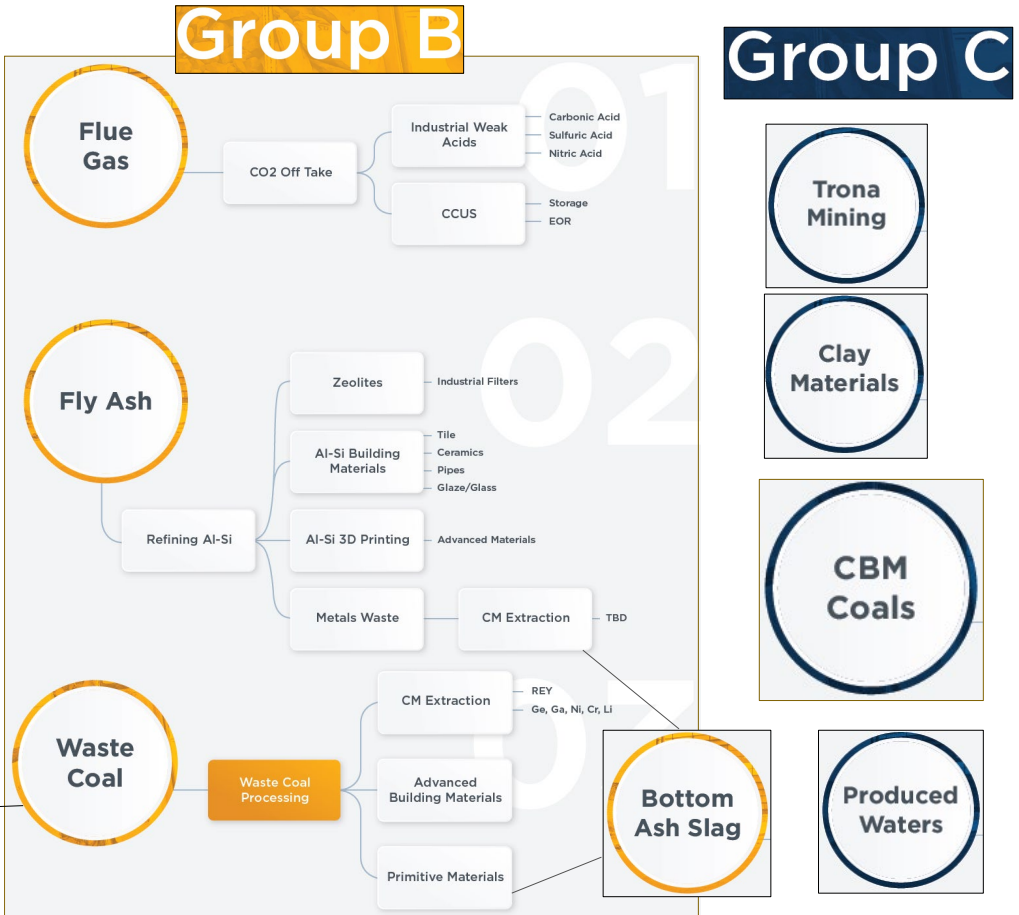 Group B
Group C
01
Flue
Gas
CO2 Off Take
Industrial Weak
Acids
Carbonic Acid
Sulfuric Acid
Nitric Acid
CCUS
Storage
EOR
Trona
Mining
Clay
Materials
02
Fly Ash
Refining Al-Si
Zeolites
Industrial Filters
Al-Si Building
Materials
Tile
Ceramics
Pipes
Glaze/Glass
Al-Si 3D Printing
Advanced Materials
Metals Waste
CM Extraction
TBD
CBM
Coals
03
Waste
Coal
Waste Coal
Processing
CM Extraction
REY
Ge, Ga, Ni, Cr, Li
Advanced
Building Materials
Primitive Materials
Bottom
Ash Slag
Produced
Waters